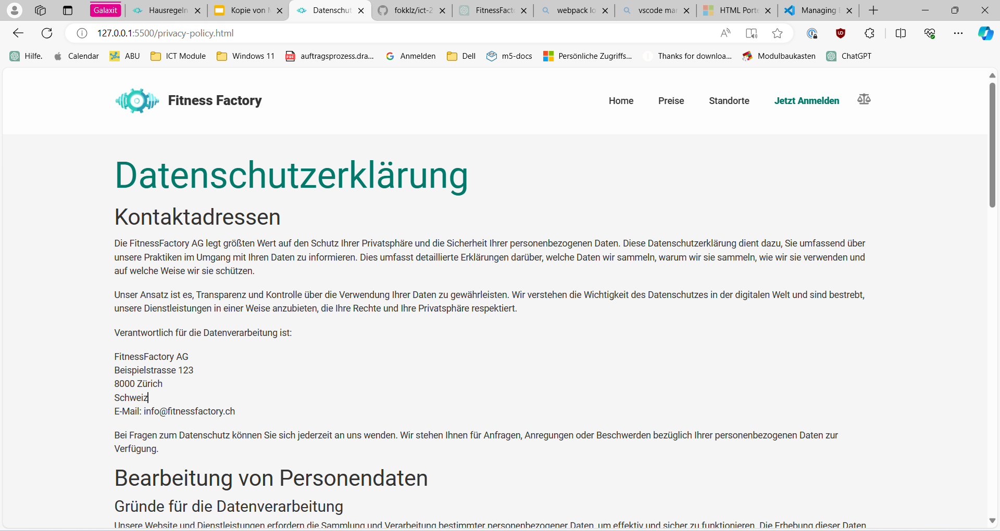 Galaxit
Hausregeln
Kopie von
Datenschut
fokklz/ict-2
FitnessFact
webpack lo
vscode ma
HTML Porte
Managing
127.0.0.1:5500/privacy-policy.html
Hilfe.
Calendar
ABU
ICT Module
Windows 11
auftragsprozess.dra...
Anmelden
Dell
m5-docs
Persönliche Zugriffs...
Thanks for downloa...
Modulbaukasten
ChatGPT
Fitness Factory
Home
Preise
Standorte
Jetzt Anmelden
Datenschutzerklärung
Kontaktadressen
Die FitnessFactory AG legt größten Wert auf den Schutz Ihrer Privatsphäre und die Sicherheit Ihrer personenbezogenen Daten. Diese Datenschutzerklärung dient dazu, Sie umfassend über
unsere Praktiken im Umgang mit Ihren Daten zu informieren. Dies umfasst detaillierte Erklärungen darüber, welche Daten wir sammeln, warum wir sie sammeln, wie wir sie verwenden und
auf welche Weise wir sie schützen.
Unser Ansatz ist es, Transparenz und Kontrolle über die Verwendung Ihrer Daten zu gewährleisten. Wir verstehen die Wichtigkeit des Datenschutzes in der digitalen Welt und sind bestrebt,
unsere Dienstleistungen in einer Weise anzubieten, die Ihre Rechte und Ihre Privatsphäre respektiert.
Verantwortlich für die Datenverarbeitung ist:
FitnessFactory AG
Beispielstrasse 123
8000 Zürich
Schweiz
E-Mail: info@fitnessfactory.ch
Bei Fragen zum Datenschutz können Sie sich jederzeit an uns wenden. Wir stehen Ihnen für Anfragen, Anregungen oder Beschwerden bezüglich Ihrer personenbezogenen Daten zur
Verfügung.
Bearbeitung von Personendaten
Gründe für die Datenverarbeitung
Unsere Website und Dienstleistungen erfordern die Sammlung und Verarbeitung bestimmter personenbezogener Daten, um effektiv und sicher zu funktionieren. Die Erhebung dieser Daten